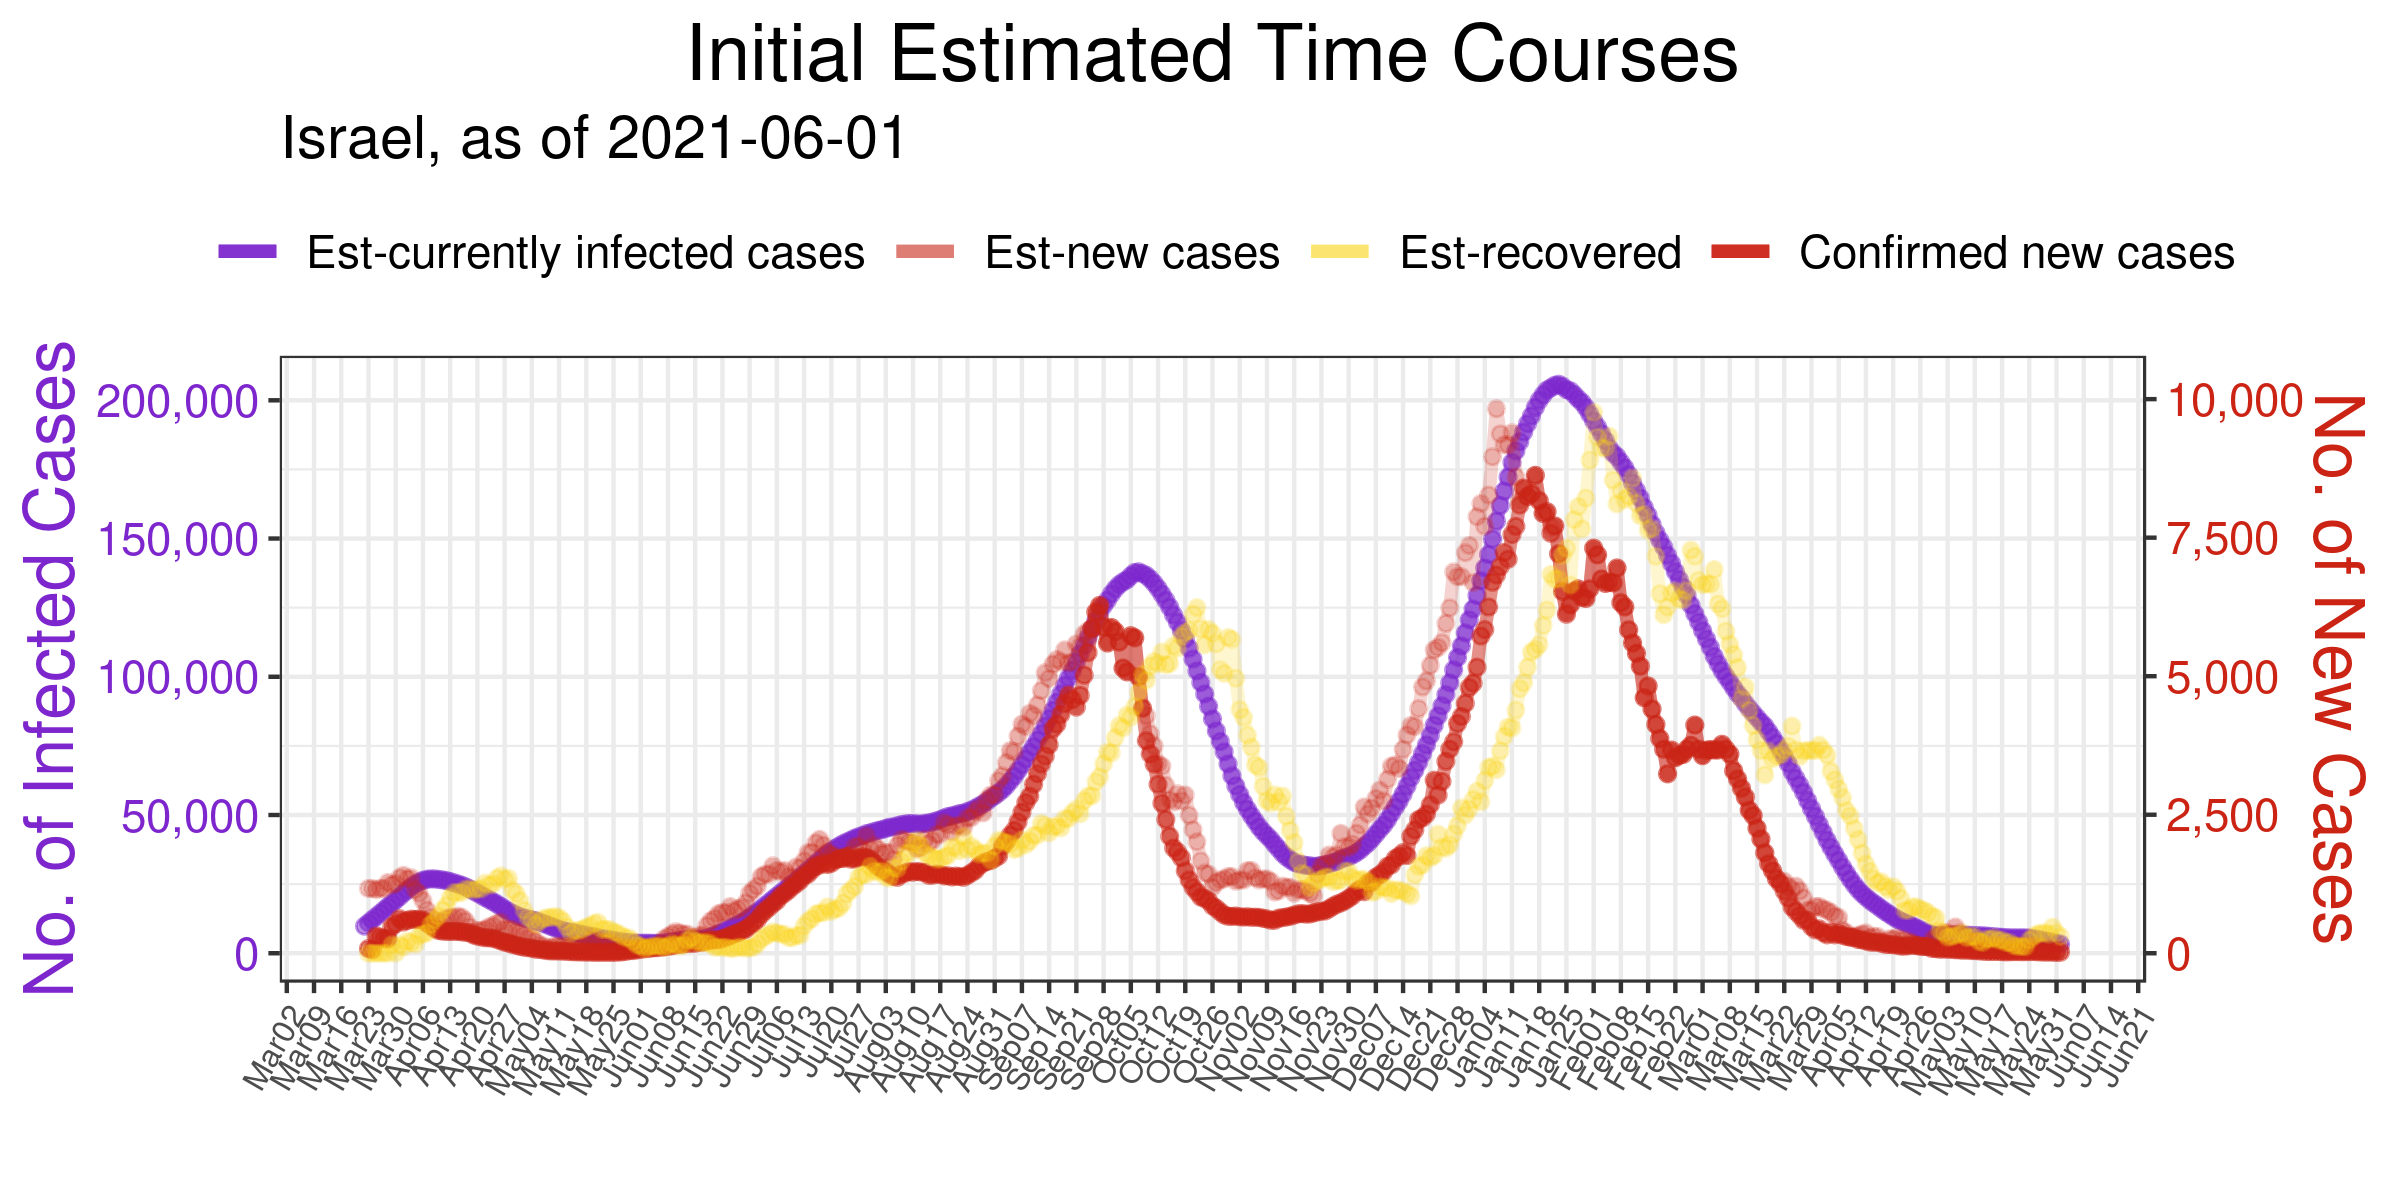 Initial Estimated Time Courses
Israel, as of 2021-06-01
Est-currently infected cases Est-new cases Est-recovered Confirmed new cases
No. of Infected Cases
200,000
150,000
100,000
50,000
0
10,000
7,500
5,000
2,500
0
No. of New Cases
Mar02
Mar09
Mar16
Mar23
Mar30
Apr06
Apr13
Apr20
Apr27
May04
May11
May18
May25
Jun01
Jun08
Jun15
Jun22
Jun29
Jul06
Jul13
Jul20
Jul27
Aug03
Aug10
Aug17
Aug24
Aug31
Sep07
Sep14
Sep21
Sep28
Oct05
Oct12
Oct19
Oct26
Nov02
Nov09
Nov16
Nov23
Nov30
Dec07
Dec14
Dec21
Dec28
Jan04
Jan11
Jan18
Jan25
Feb01
Feb08
Feb15
Feb22
Mar01
Mar08
Mar15
Mar22
Mar29
Apr05
Apr12
Apr19
Apr26
May03
May10
May17
May24
May31
Jun07
Jun14
Jun21